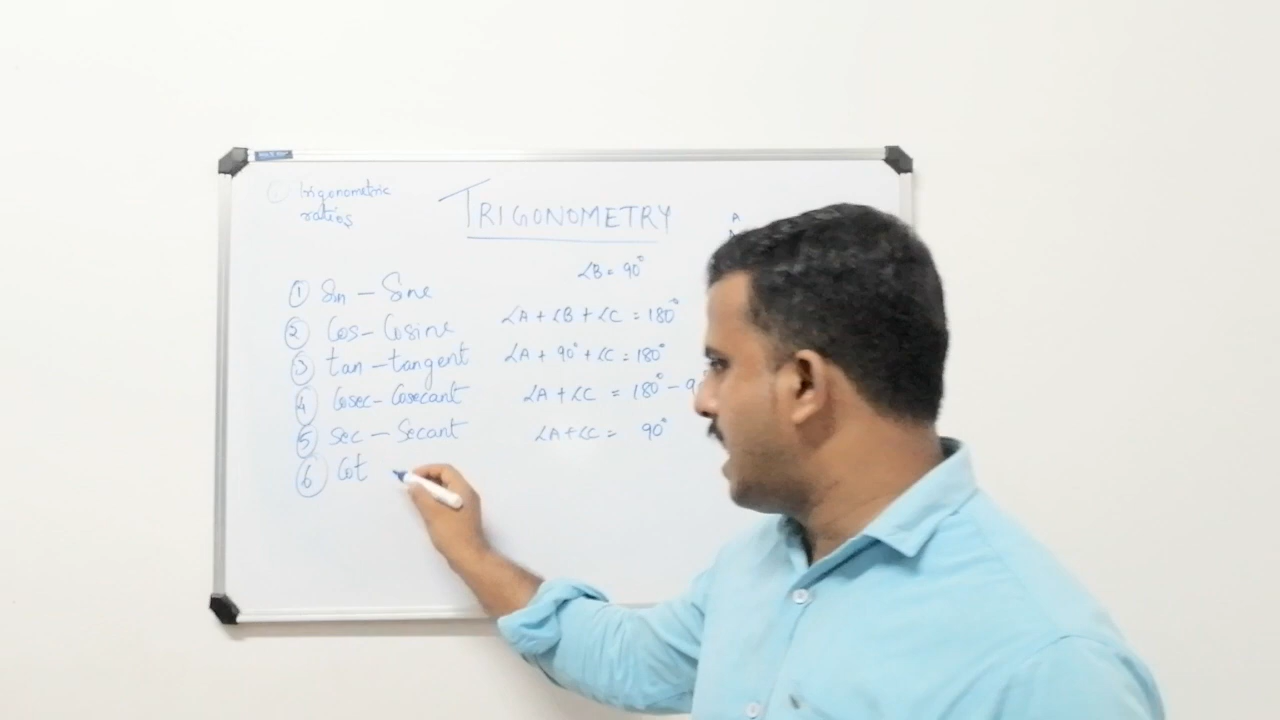 Trigonometric
ratios
TRIGONOMETRY
A
∠B = 90°
① Sin – Sine
② Cos – Cosine
③ tan – tangent
④ Cosec – Cosecant
⑤ Sec – Secant
⑥ Cot
∠A + ∠B + ∠C = 180°
∠A + 90° + ∠C = 180°
∠A + ∠C = 180° – 9
∠A + ∠C = 90°